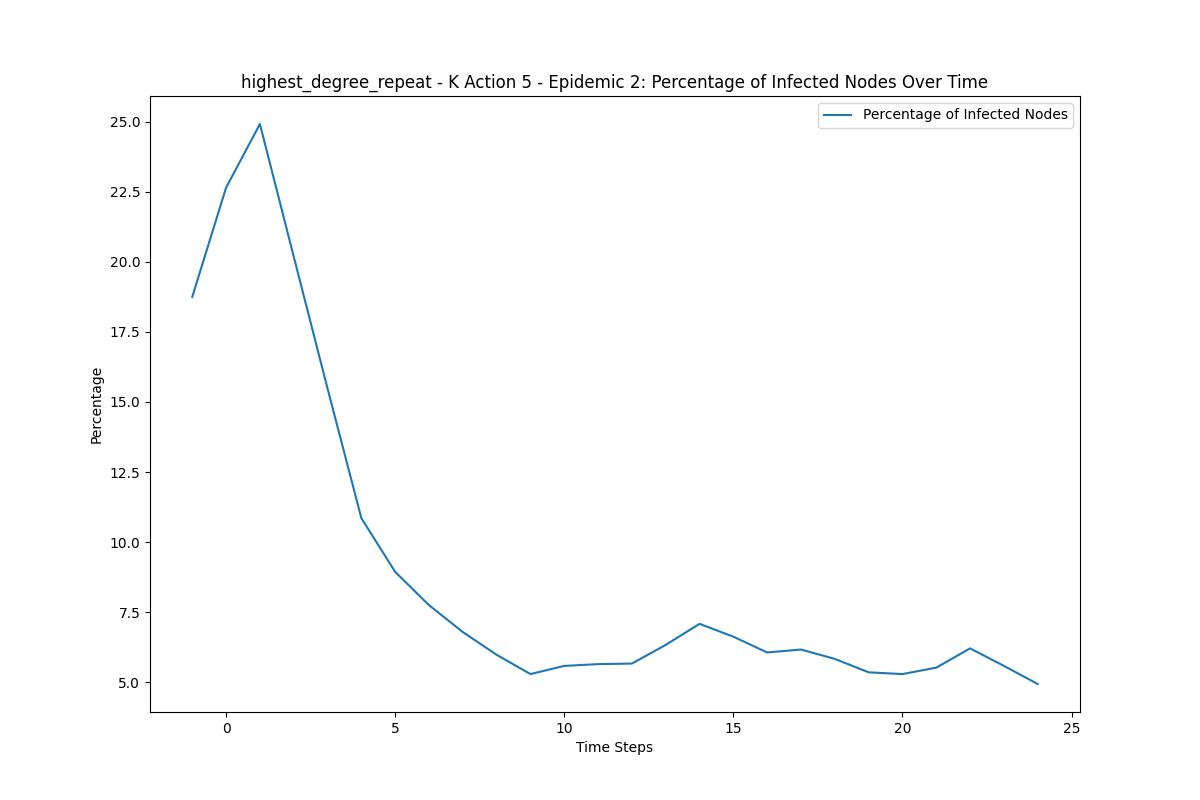 highest_degree_repeat - K Action 5 - Epidemic 2: Percentage of Infected Nodes Over Time
Percentage of Infected Nodes
25.0
22.5
20.0
17.5
15.0
12.5
10.0
7.5
5.0
Percentage
0 5 10 15 20 25
Time Steps